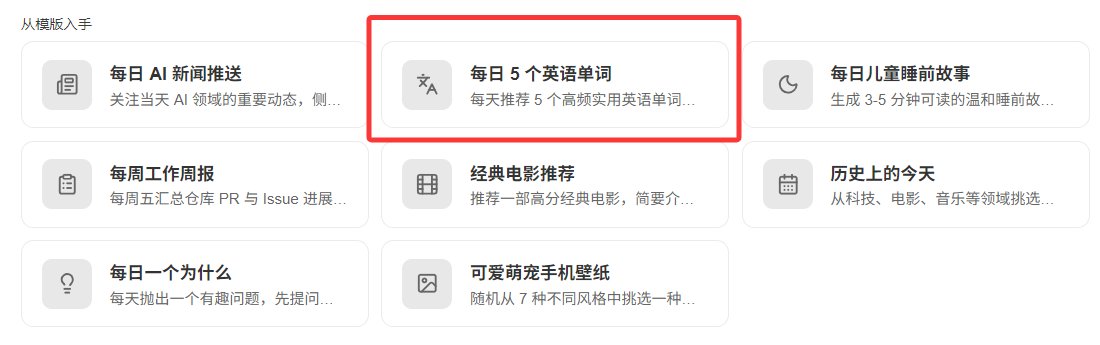 从模版入手
每日 AI 新闻推送
关注当天 AI 领域的重要动态，侧…
每日 5 个英语单词
每天推荐 5 个高频实用英语单词…
每日儿童睡前故事
生成 3-5 分钟可读的温和睡前故…
每周工作周报
每周五汇总仓库 PR 与 Issue 进展…
经典电影推荐
推荐一部高分经典电影，简要介…
历史上的今天
从科技、电影、音乐等领域挑选…
每日一个为什么
每天抛出一个有趣问题，先提问…
可爱萌宠手机壁纸
随机从 7 种不同风格中挑选一种…